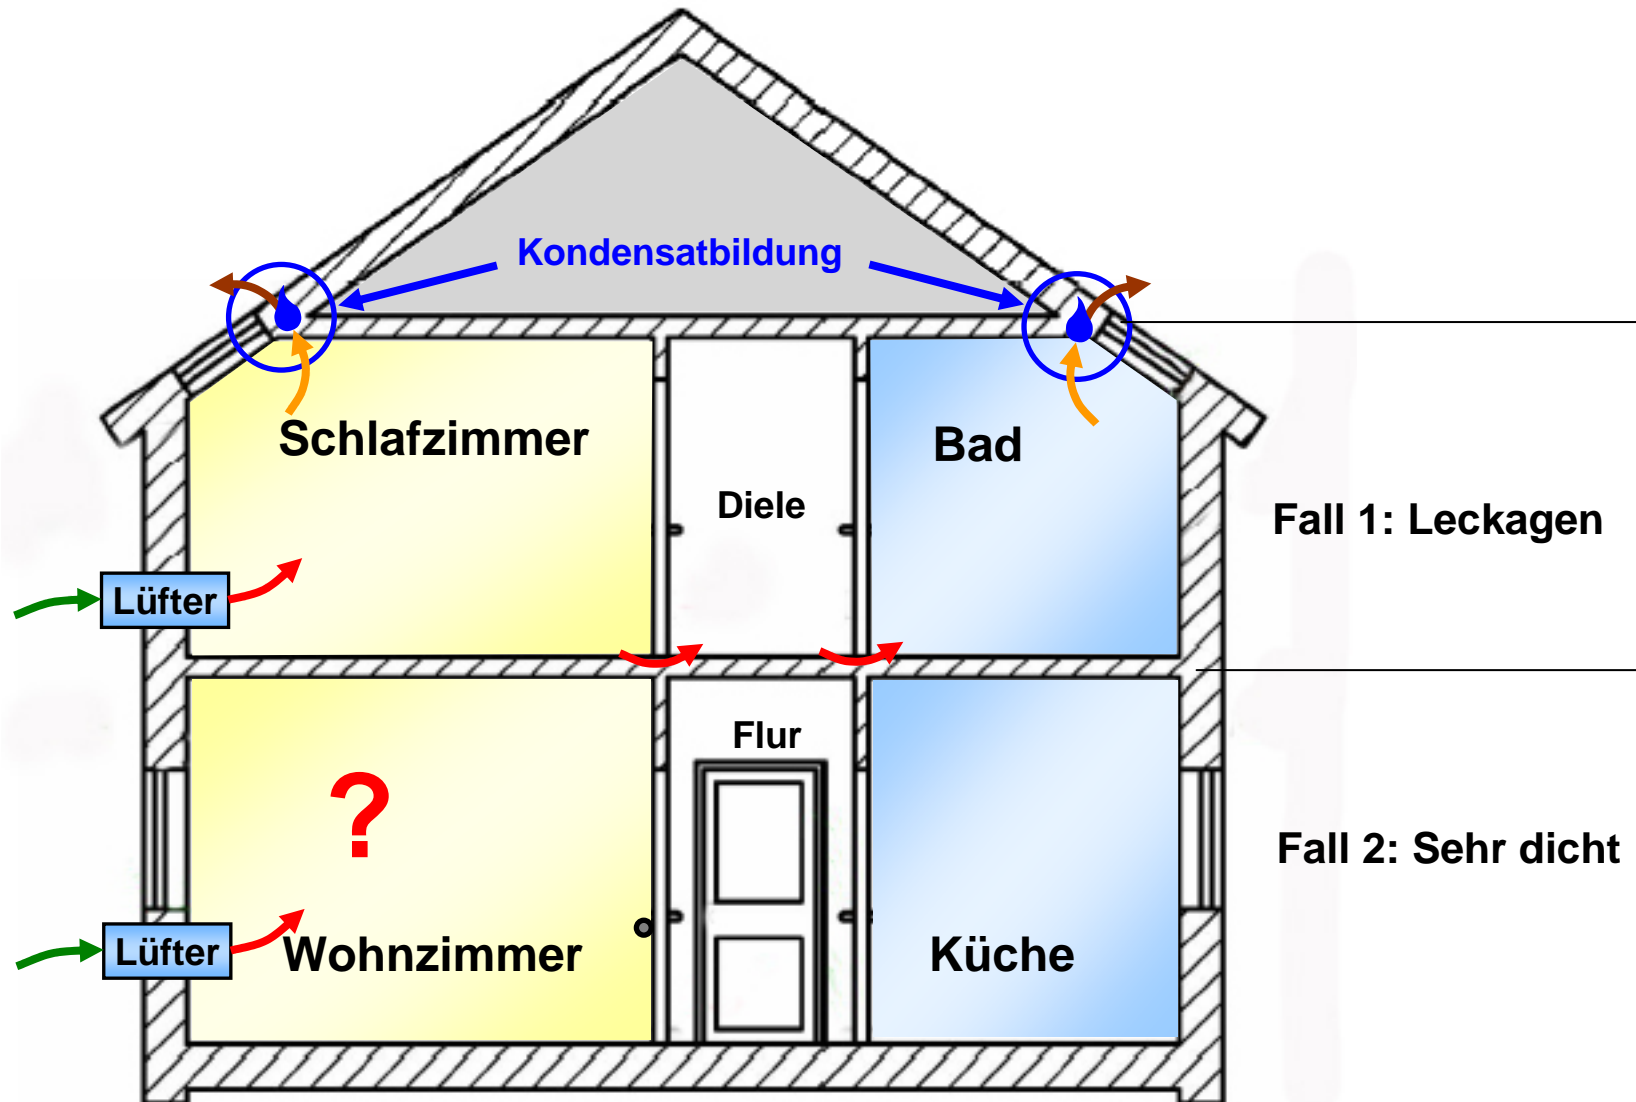 Kondensatbildung
Schlafzimmer
Bad
Diele
Fall 1: Leckagen
Lüfter
Flur
?
Fall 2: Sehr dicht
Lüfter
Wohnzimmer
Küche